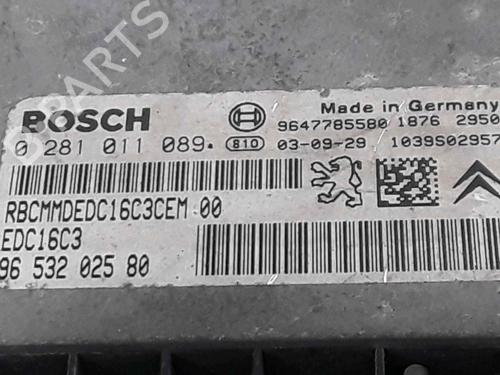 BOSCH
Made in Germany
9647785580 1876 2950
0 281 011 089.
810
03-09-29
1039S02957
RBCMMDEDC16C3CEM 00
EDC16C3
96 532 025 80